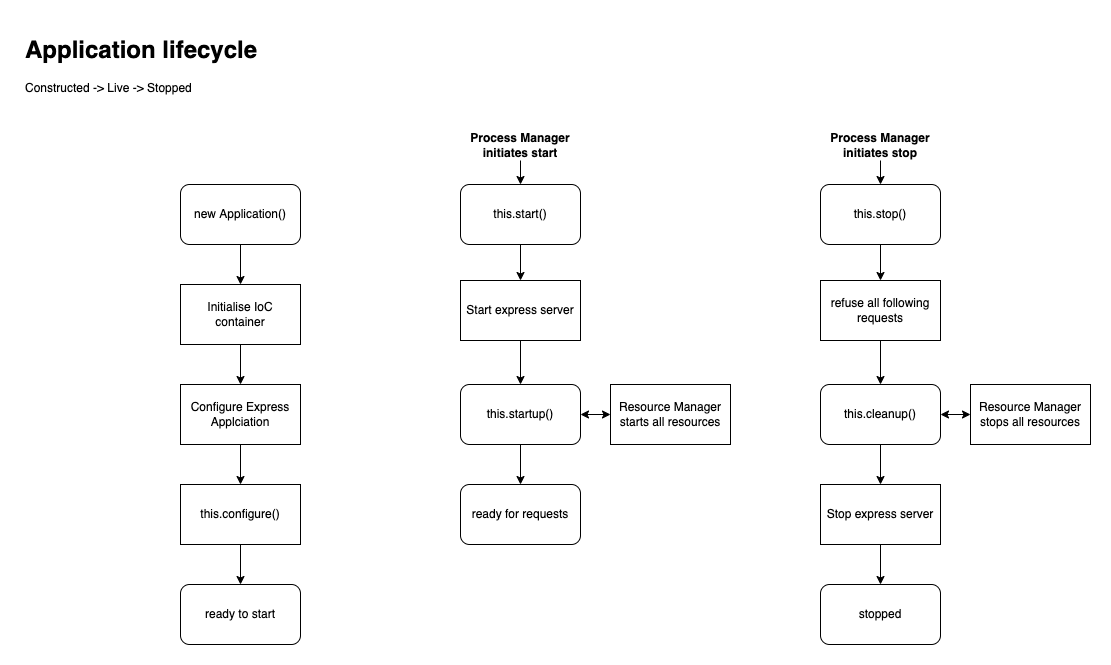 Application lifecycle
Constructed -> Live -> Stopped
new Application()
Initialise IoC
container
Configure Express
Applciation
this.configure()
ready to start
Process Manager
initiates start
this.start()
Start express server
this.startup()
Resource Manager
starts all resources
ready for requests
Process Manager
initiates stop
this.stop()
refuse all following
requests
this.cleanup()
Resource Manager
stops all resources
Stop express server
stopped